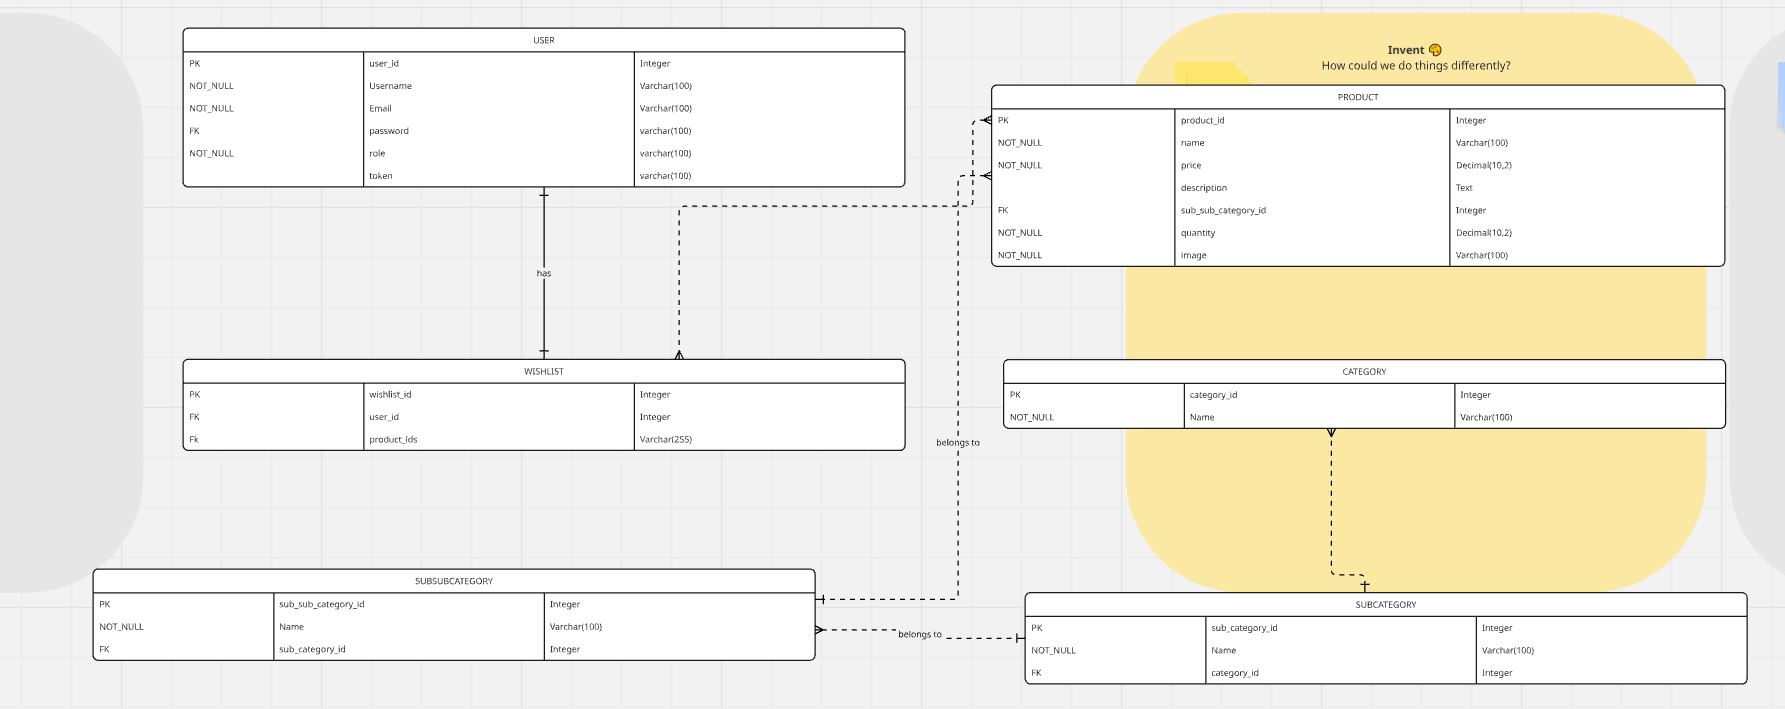 USER
PK user_id Integer
NOT_NULL Username Varchar(100)
NOT_NULL Email Varchar(100)
FK password varchar(100)
NOT_NULL role varchar(100)
token varchar(100)
has
WISHLIST
PK wishlist_id Integer
FK user_id Integer
Fk product_ids Varchar(255)
Invent
How could we do things differently?
PRODUCT
PK product_id Integer
NOT_NULL name Varchar(100)
NOT_NULL price Decimal(10,2)
description Text
FK sub_sub_category_id Integer
NOT_NULL quantity Decimal(10,2)
NOT_NULL image Varchar(100)
CATEGORY
PK category_id Integer
NOT_NULL Name Varchar(100)
belongs to
SUBSUBCATEGORY
PK sub_sub_category_id Integer
NOT_NULL Name Varchar(100)
FK sub_category_id Integer
belongs to
SUBCATEGORY
PK sub_category_id Integer
NOT_NULL Name Varchar(100)
FK category_id Integer